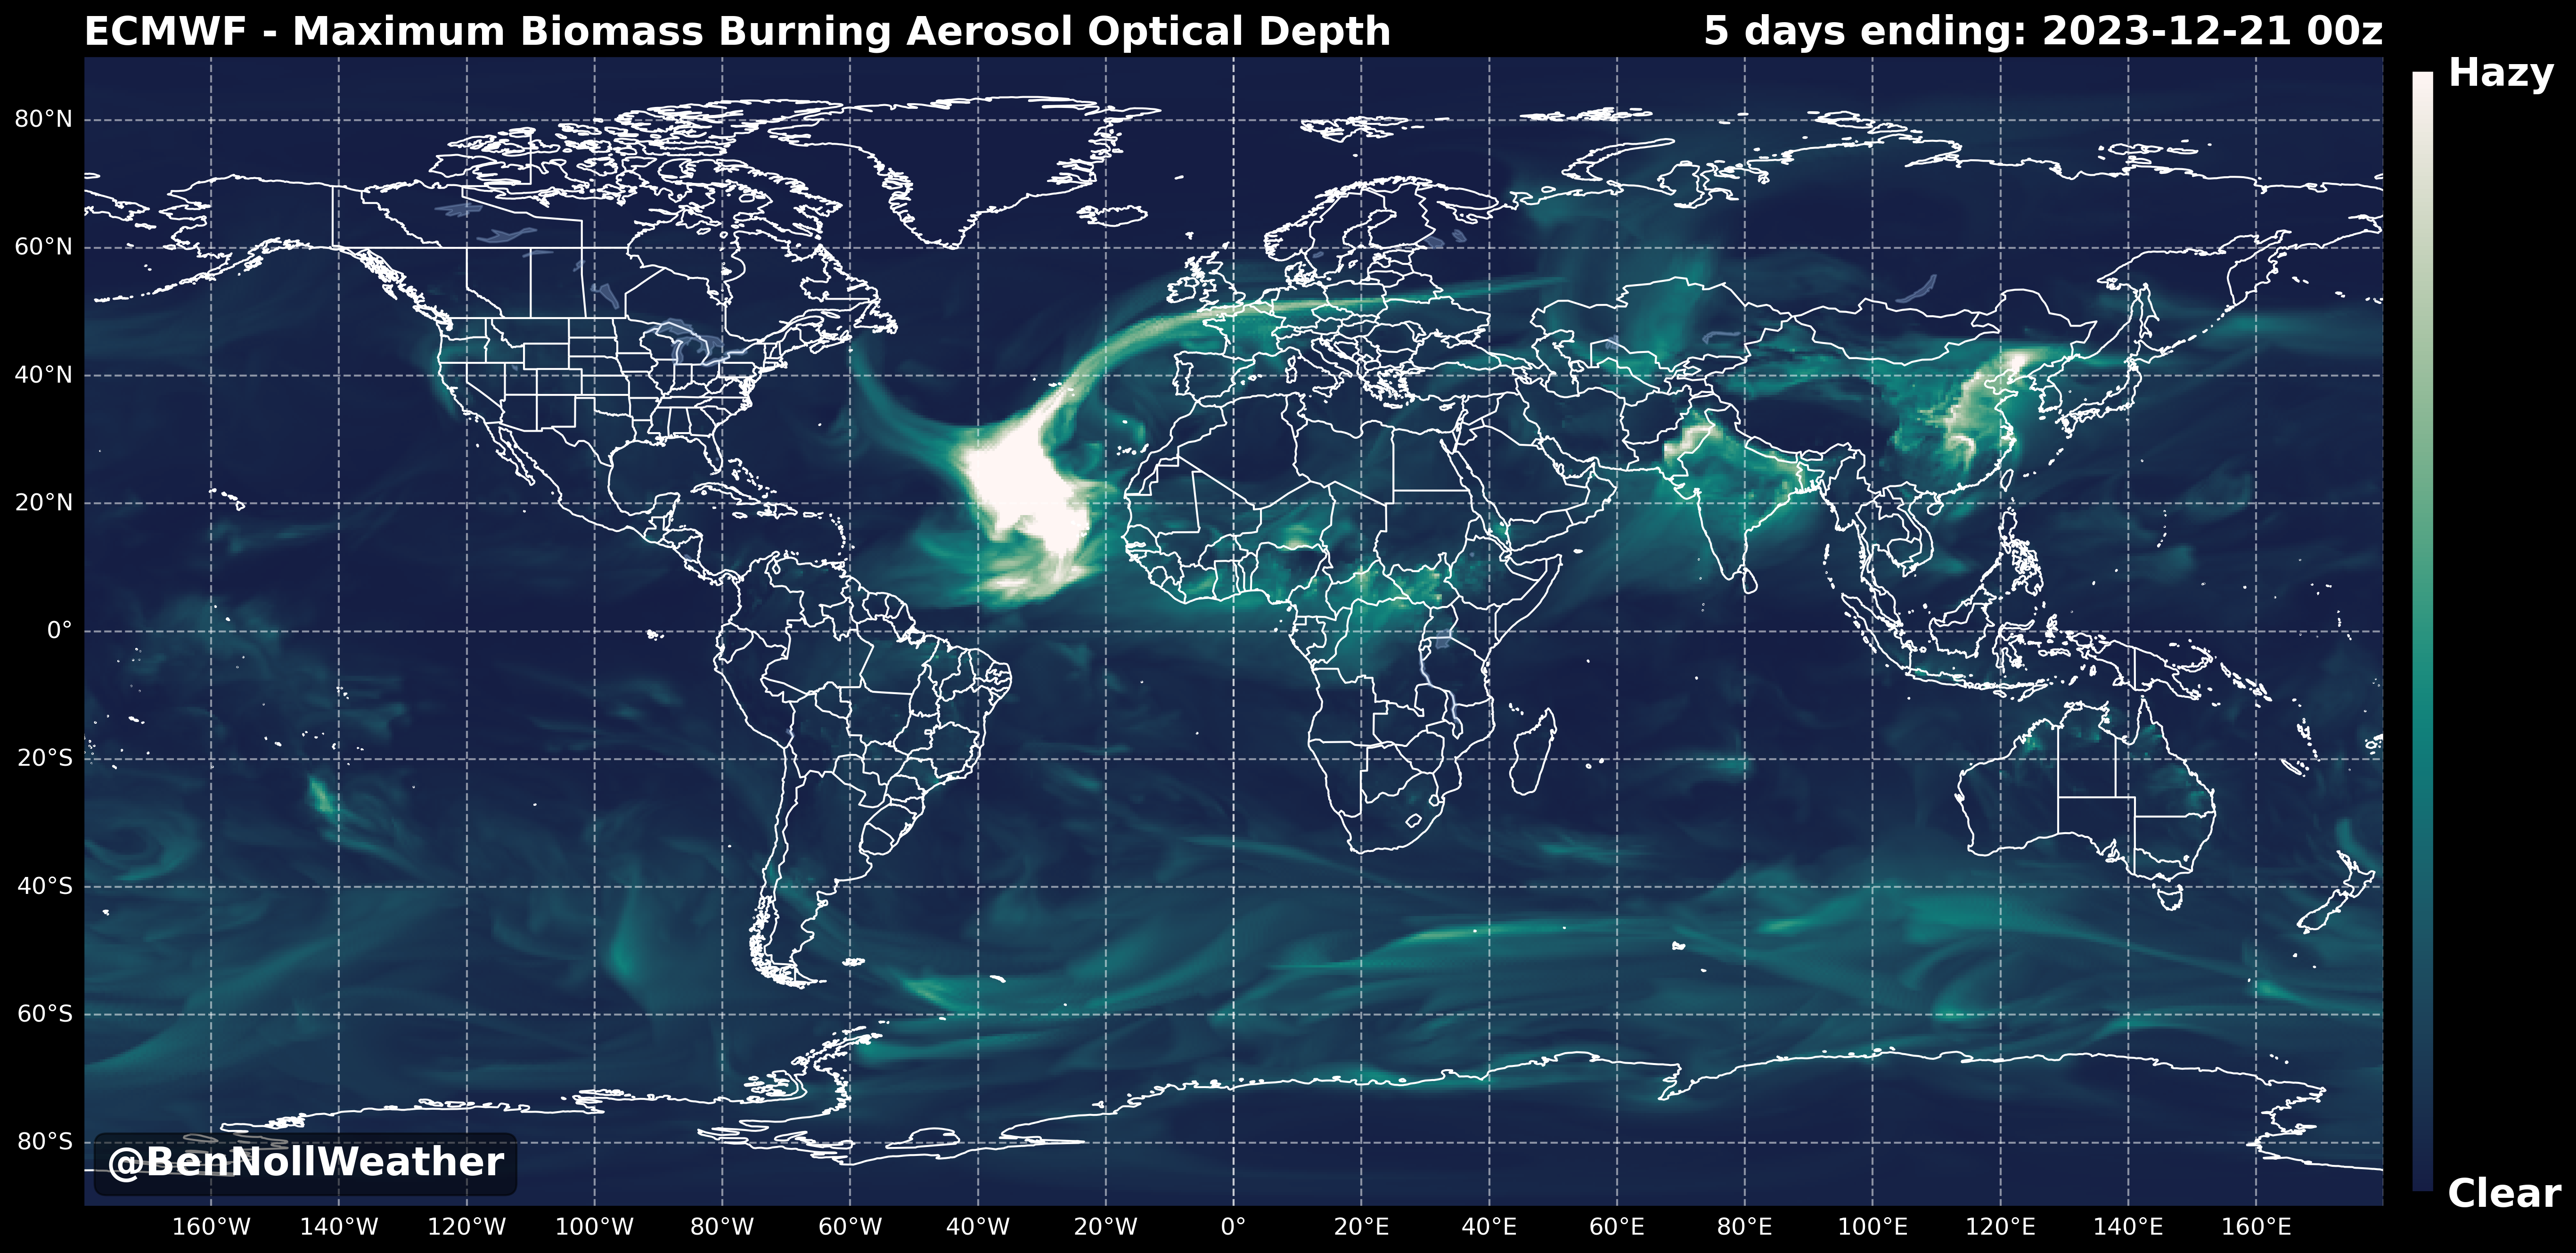 ECMWF - Maximum Biomass Burning Aerosol Optical Depth 5 days ending: 2023-12-21 00z
Hazy
80°N
60°N
40°N
20°N
0°
20°S
40°S
60°S
80°S
@BenNollWeather
Clear
160°W 140°W 120°W 100°W 80°W 60°W 40°W 20°W 0° 20°E 40°E 60°E 80°E 100°E 120°E 140°E 160°E